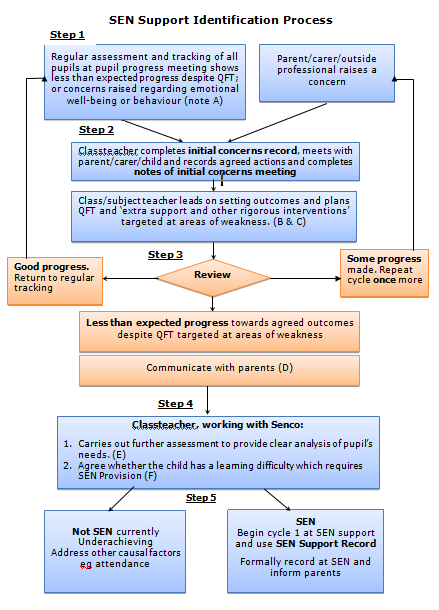 SEN Support Identification Process
Step 1
Regular assessment and tracking of all
pupils at pupil progress meeting shows
less than expected progress despite QFT;
or concerns raised regarding emotional
well-being or behaviour (note A)
Parent/carer/outside
professional raises a
concern
Step 2
Classteacher completes initial concerns record, meets with
parent/carer/child and records agreed actions and completes
notes of initial concerns meeting
Class/subject teacher leads on setting outcomes and plans
QFT and 'extra support and other rigorous interventions'
targeted at areas of weakness. (B & C)
Step 3
Good progress.
Return to regular
tracking
Review
Some progress
made. Repeat
cycle once more
Less than expected progress towards agreed outcomes
despite QFT targeted at areas of weakness
Communicate with parents (D)
Step 4
Classteacher, working with Senco:
1. Carries out further assessment to provide clear analysis of pupil's
needs. (E)
2. Agree whether the child has a learning difficulty which requires
SEN Provision (F)
Step 5
Not SEN currently
Underachieving
Address other causal factors
eg attendance
SEN
Begin cycle 1 at SEN support
and use SEN Support Record
Formally record at SEN and
inform parents